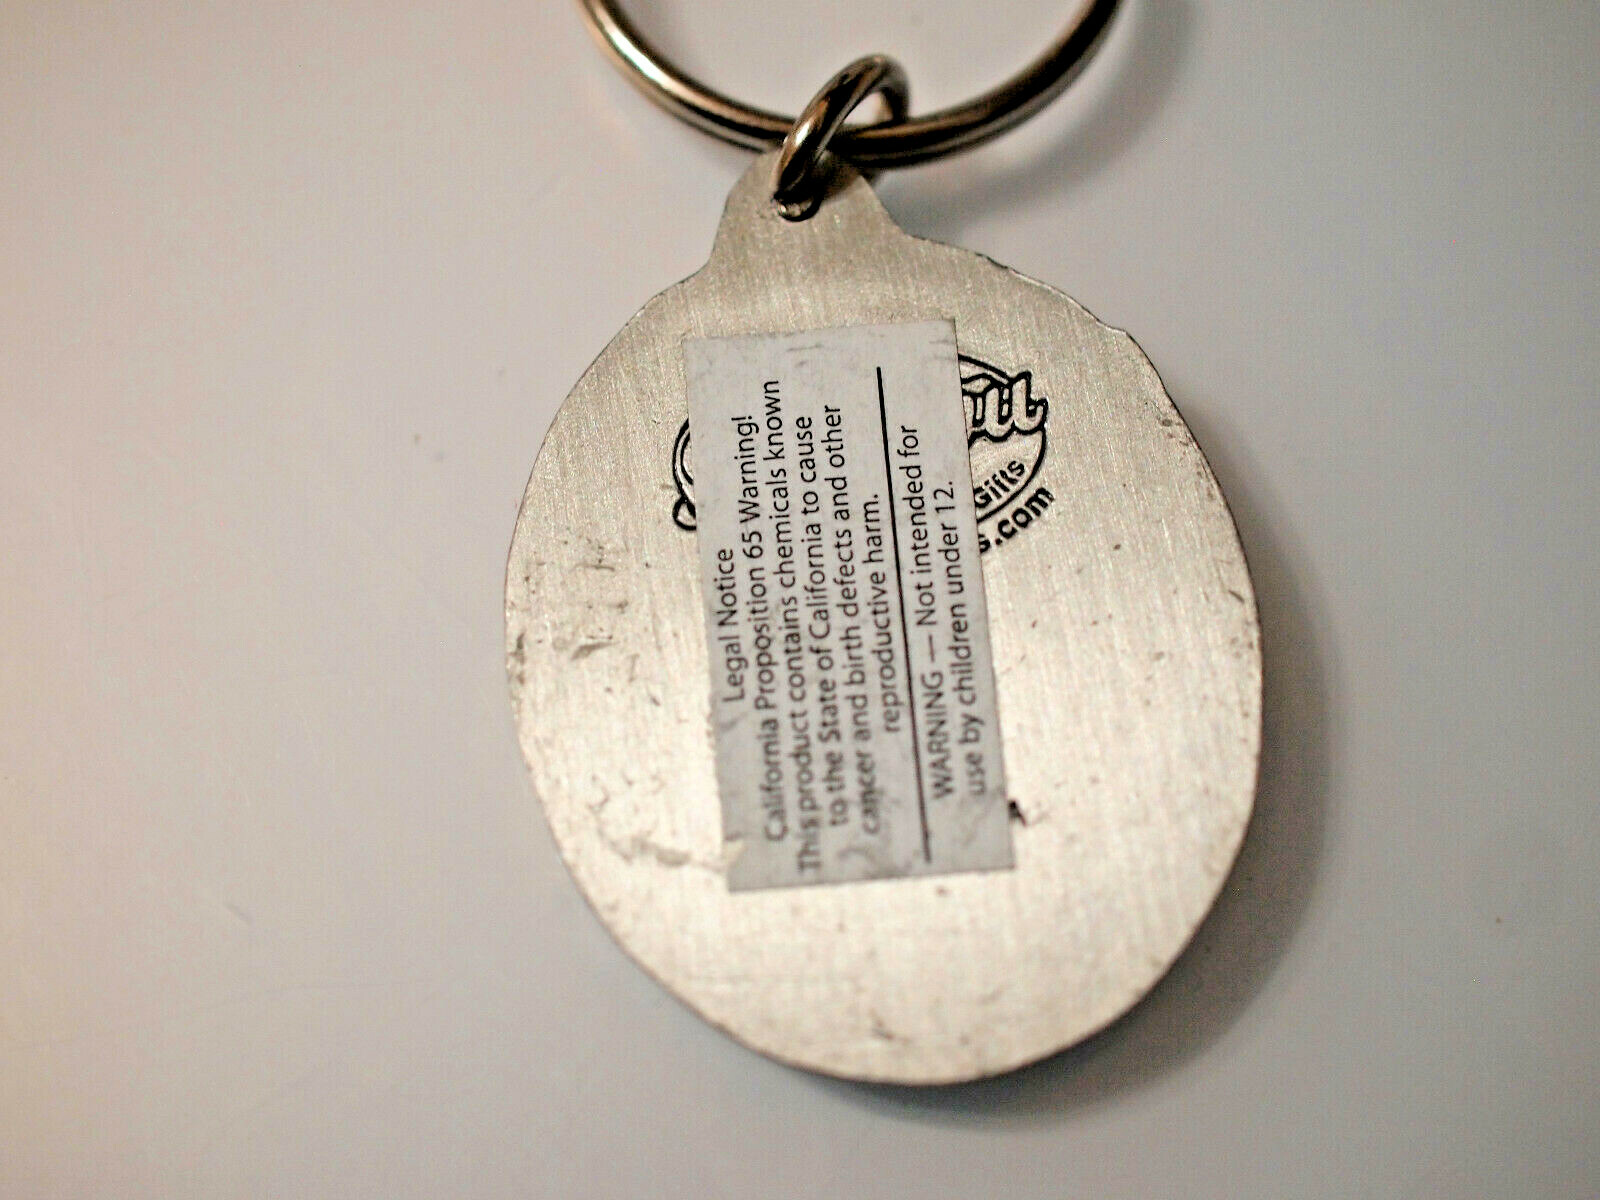 Legal Notice
California Proposition 65 Warning!
This product contains chemicals known
to the State of California to cause
cancer and birth defects and other
reproductive harm.
WARNING — Not intended for
use by children under 12.
Gifts
s.com